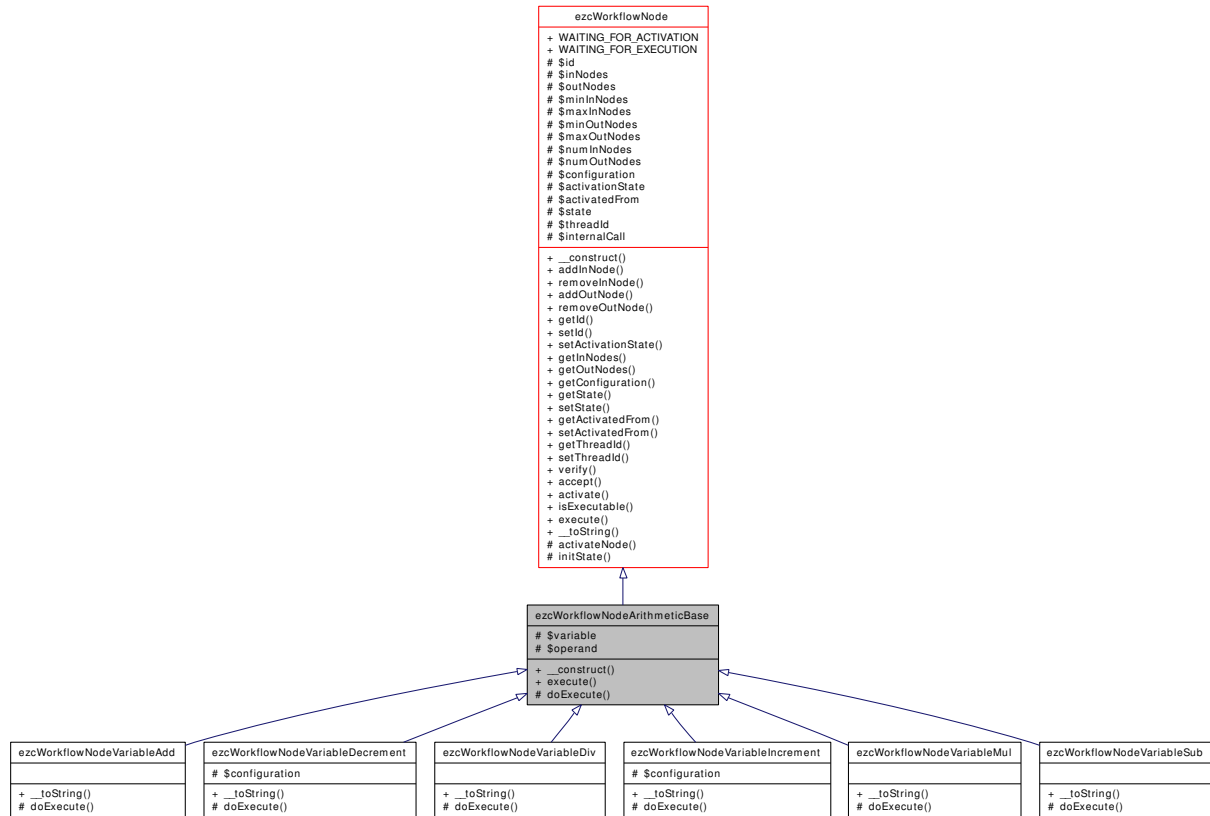 ezcWorkflowNode
+ WAITING_FOR_ACTIVATION
+ WAITING_FOR_EXECUTION
# $id
# $inNodes
# $outNodes
# $minInNodes
# $maxInNodes
# $minOutNodes
# $maxOutNodes
# $numInNodes
# $numOutNodes
# $configuration
# $activationState
# $activatedFrom
# $state
# $threadId
# $internalCall
+ __construct()
+ addInNode()
+ removeInNode()
+ addOutNode()
+ removeOutNode()
+ getId()
+ setId()
+ setActivationState()
+ getInNodes()
+ getOutNodes()
+ getConfiguration()
+ getState()
+ setState()
+ getActivatedFrom()
+ setActivatedFrom()
+ getThreadId()
+ setThreadId()
+ verify()
+ accept()
+ activate()
+ isExecutable()
+ execute()
+ __toString()
# activateNode()
# initState()
ezcWorkflowNodeArithmeticBase
# $variable
# $operand
+ __construct()
+ execute()
# doExecute()
ezcWorkflowNodeVariableAdd
+ __toString()
# doExecute()
ezcWorkflowNodeVariableDecrement
# $configuration
+ __toString()
# doExecute()
ezcWorkflowNodeVariableDiv
+ __toString()
# doExecute()
ezcWorkflowNodeVariableIncrement
# $configuration
+ __toString()
# doExecute()
ezcWorkflowNodeVariableMul
+ __toString()
# doExecute()
ezcWorkflowNodeVariableSub
+ __toString()
# doExecute()